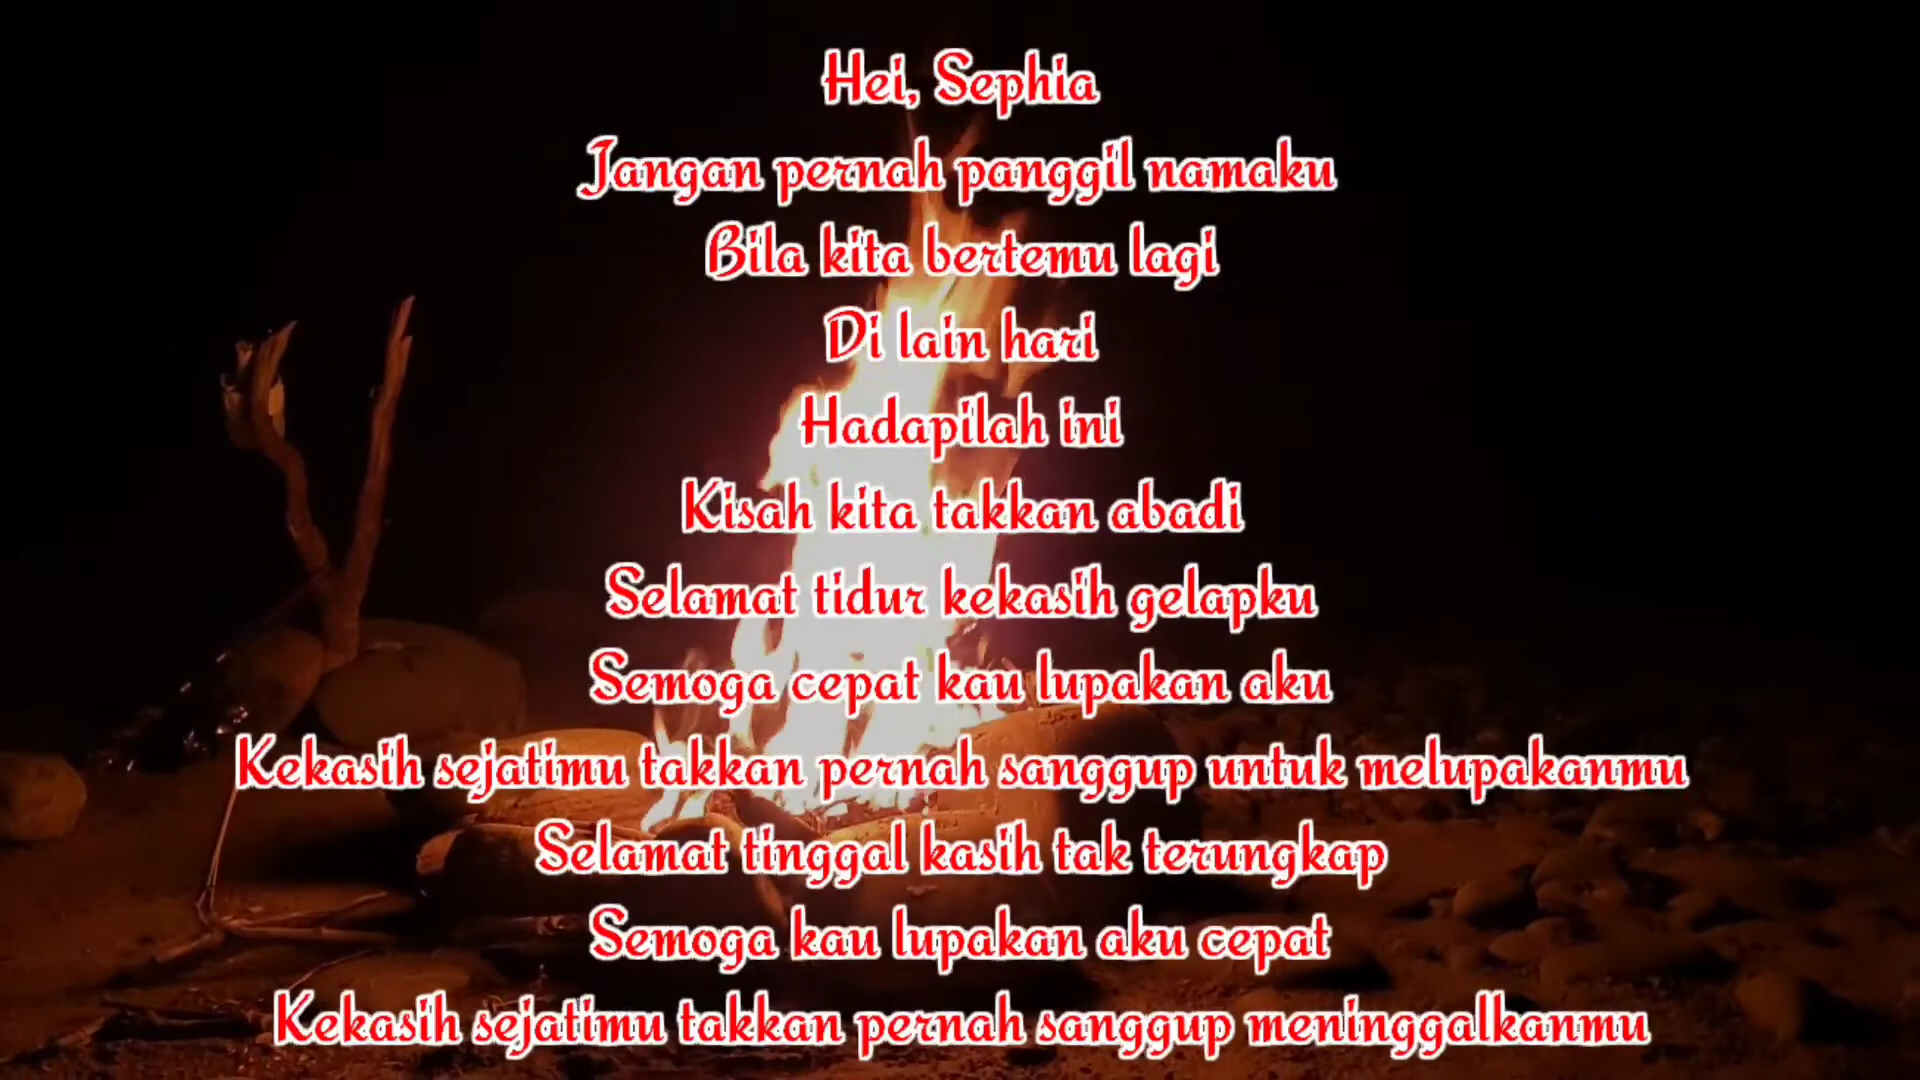 Hei, Sephia
Jangan pernah panggil namaku
Bila kita bertemu lagi
Di lain hari
Hadapilah ini
Kisah kita takkan abadi
Selamat tidur kekasih gelapku
Semoga cepat kau lupakan aku
Kekasih sejatimu takkan pernah sanggup untuk melupakanmu
Selamat tinggal kasih tak terungkap
Semoga kau lupakan aku cepat
Kekasih sejatimu takkan pernah sanggup meninggalkanmu